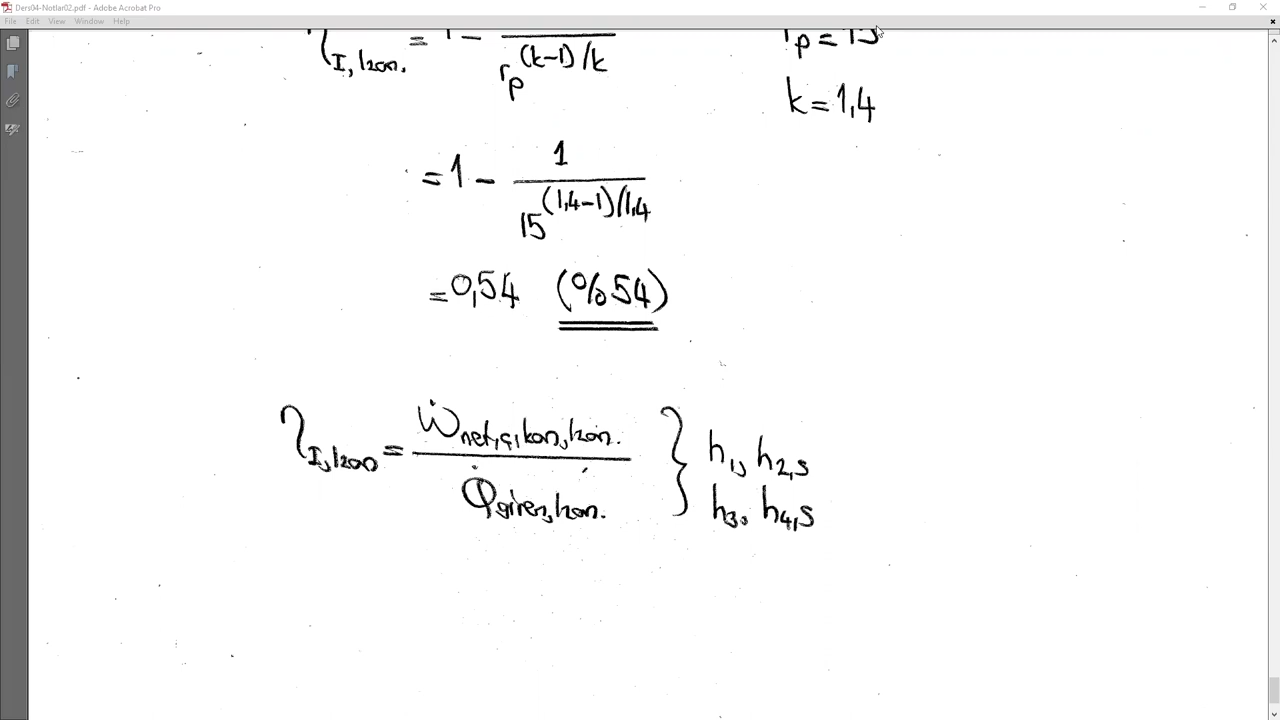 Ders04-Notlar02.pdf - Adobe Acrobat Pro
File Edit View Window Help
η_I, kon. = 1 - 1 / r_p^(k-1)/k
r_p = 15
k = 1,4
= 1 - 1 / 15^(1,4-1)/1,4
= 0,54 (%54)
η_I,kon = Ẇ_net,çıkan,kon. / Q̇_giren,kon. } h_1, h_2,s
h_3, h_4,s